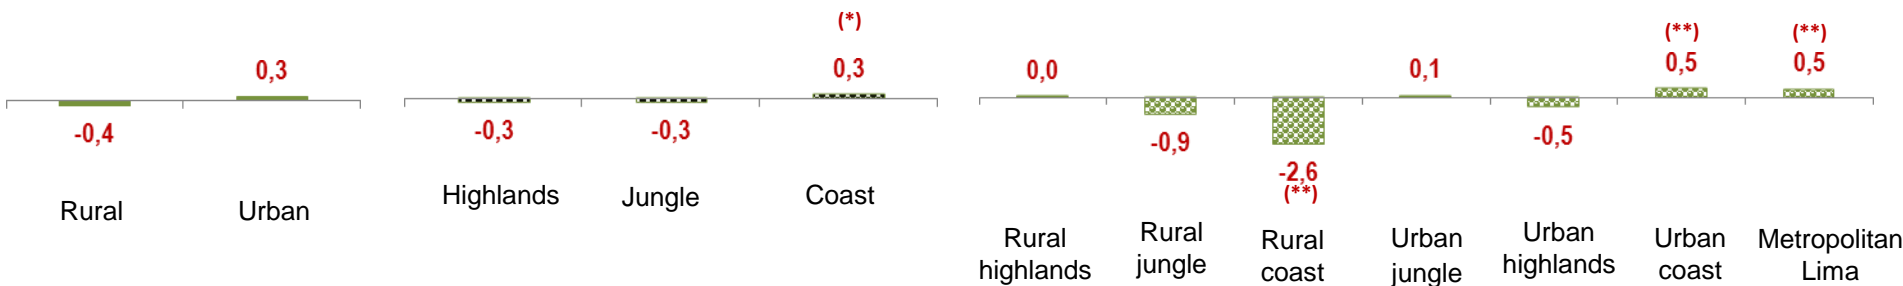 0,3
-0,4
Rural
Urban
(*)
0,3
-0,3
-0,3
Highlands
Jungle
Coast
0,0
-0,9
-2,6
(**)
0,1
-0,5
(**)
0,5
(**)
0,5
Rural
highlands
Rural
jungle
Rural
coast
Urban
jungle
Urban
highlands
Urban
coast
Metropolitan
Lima